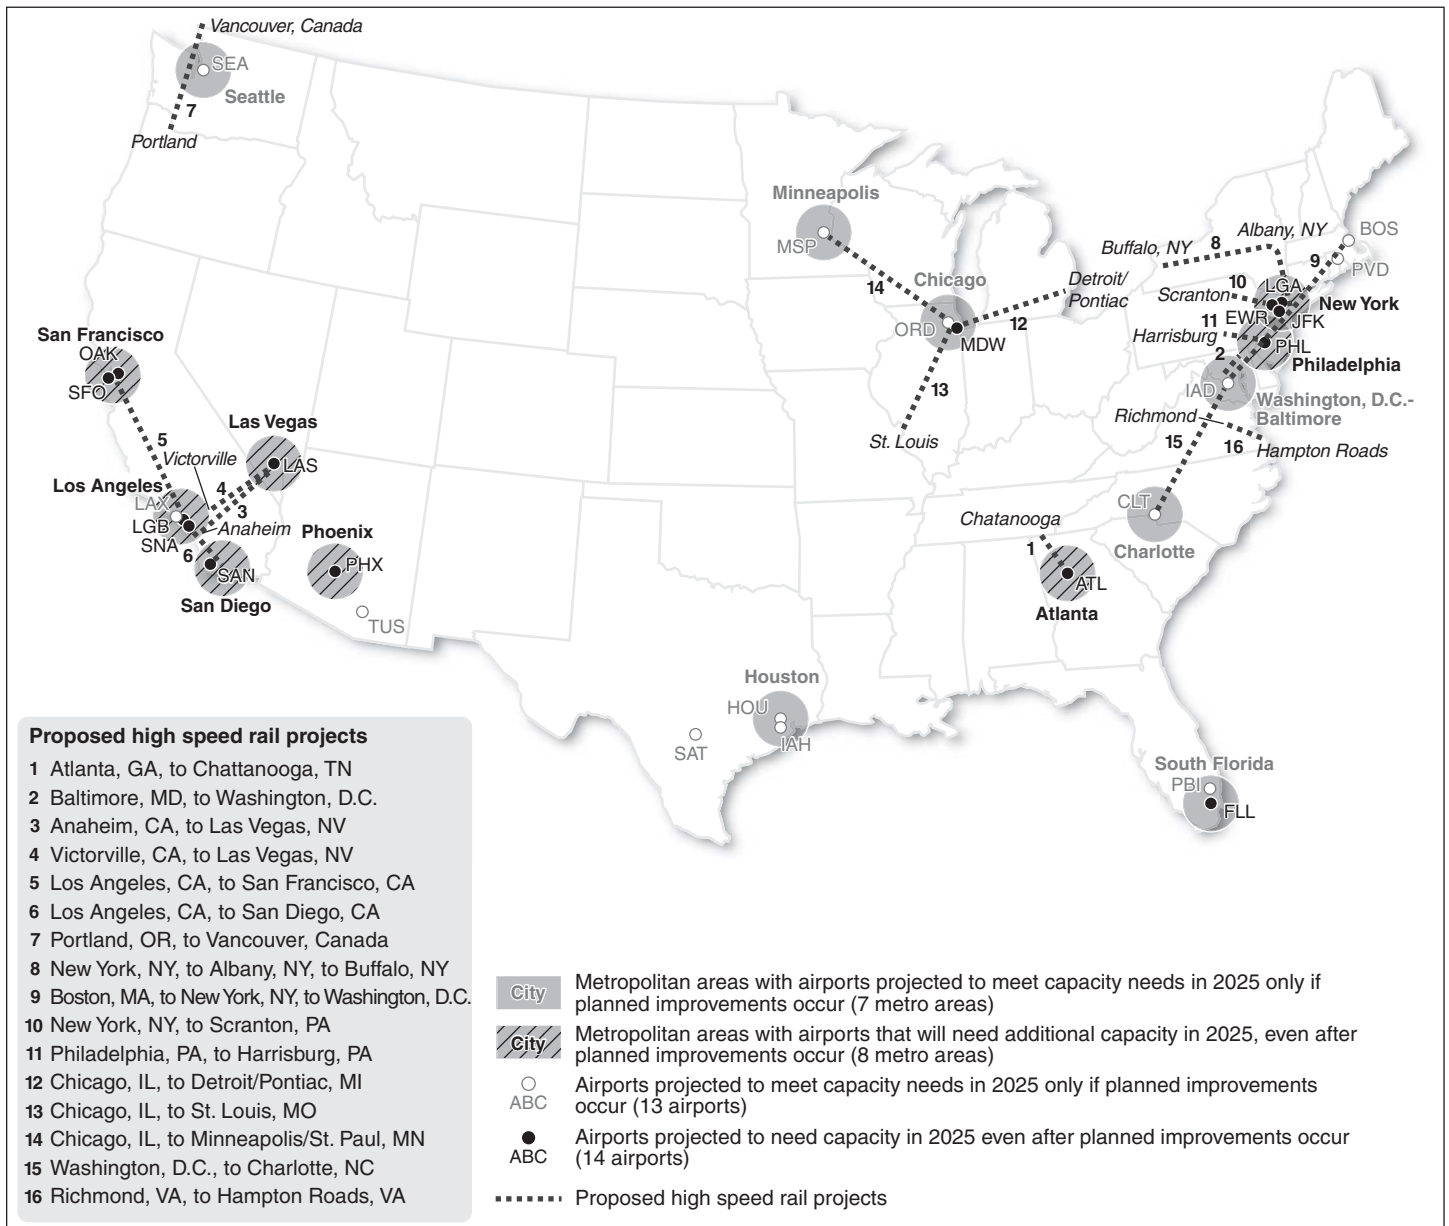 Vancouver, Canada
SEA
Seattle
7
Portland
Minneapolis
MSP
14
Chicago
ORD
MDW
12
Detroit/
Pontiac
13
St. Louis
Buffalo, NY
8
Albany, NY
BOS
9
PVD
10
LGA
Scranton
New York
EWR
JFK
11
Harrisburg
PHL
Philadelphia
2
IAD
Washington, D.C.-
Baltimore
Richmond
15
16
Hampton Roads
CLT
Charlotte
Chatanooga
1
ATL
Atlanta
San Francisco
OAK
SFO
5
Las Vegas
LAS
Victorville
4
3
Los Angeles
LAX
LGB
SNA
Anaheim
6
SAN
San Diego
Phoenix
PHX
TUS
Houston
HOU
IAH
SAT
South Florida
PBI
FLL
Proposed high speed rail projects
1 Atlanta, GA, to Chattanooga, TN
2 Baltimore, MD, to Washington, D.C.
3 Anaheim, CA, to Las Vegas, NV
4 Victorville, CA, to Las Vegas, NV
5 Los Angeles, CA, to San Francisco, CA
6 Los Angeles, CA, to San Diego, CA
7 Portland, OR, to Vancouver, Canada
8 New York, NY, to Albany, NY, to Buffalo, NY
9 Boston, MA, to New York, NY, to Washington, D.C.
10 New York, NY, to Scranton, PA
11 Philadelphia, PA, to Harrisburg, PA
12 Chicago, IL, to Detroit/Pontiac, MI
13 Chicago, IL, to St. Louis, MO
14 Chicago, IL, to Minneapolis/St. Paul, MN
15 Washington, D.C., to Charlotte, NC
16 Richmond, VA, to Hampton Roads, VA
City
Metropolitan areas with airports projected to meet capacity needs in 2025 only if
planned improvements occur (7 metro areas)
City
Metropolitan areas with airports that will need additional capacity in 2025, even after
planned improvements occur (8 metro areas)
ABC
Airports projected to meet capacity needs in 2025 only if planned improvements
occur (13 airports)
ABC
Airports projected to need capacity in 2025 even after planned improvements occur
(14 airports)
Proposed high speed rail projects